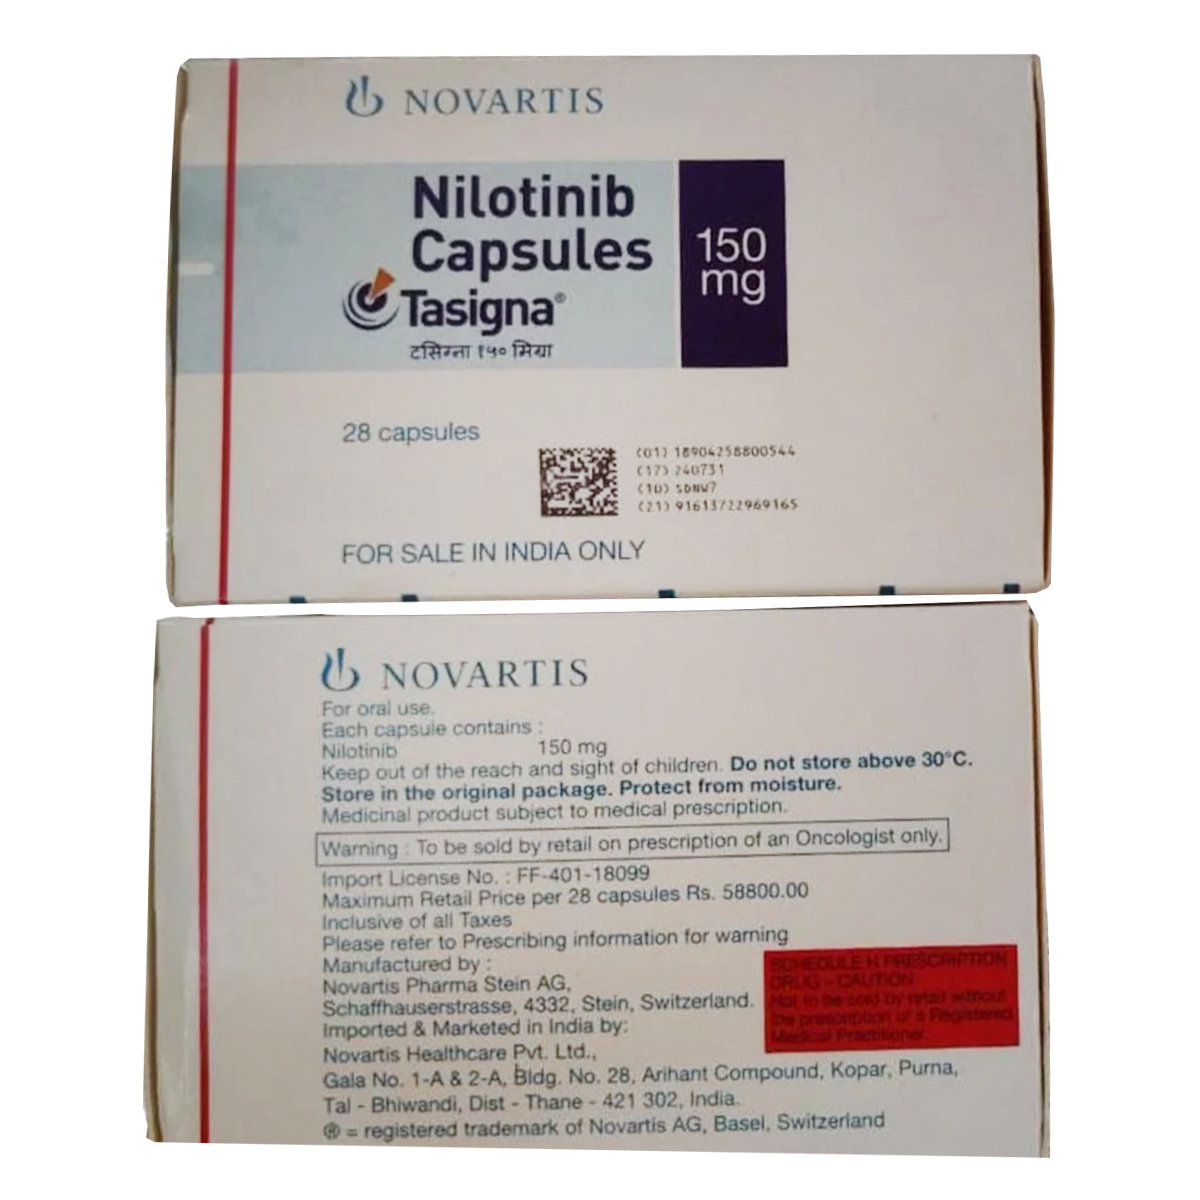 NOVARTIS
Nilotinib
Capsules
Tasigna®
टसिग्ना १५० मिग्रा
150
mg
28 capsules
(01) 18904258800544
(17) 240731
(10) SDNW7
(21) 91613722969165
FOR SALE IN INDIA ONLY
NOVARTIS
For oral use.
Each capsule contains :
Nilotinib 150 mg
Keep out of the reach and sight of children. Do not store above 30°C.
Store in the original package. Protect from moisture.
Medicinal product subject to medical prescription.
Warning : To be sold by retail on prescription of an Oncologist only.
Import License No. : FF-401-18099
Maximum Retail Price per 28 capsules Rs. 58800.00
Inclusive of all Taxes
Please refer to Prescribing information for warning
Manufactured by :
Novartis Pharma Stein AG,
Schaffhauserstrasse, 4332, Stein, Switzerland.
Imported & Marketed in India by:
Novartis Healthcare Pvt. Ltd.,
Gala No. 1-A & 2-A, Bldg. No. 28, Arihant Compound, Kopar, Purna,
Tal - Bhiwandi, Dist - Thane - 421 302, India.
® = registered trademark of Novartis AG, Basel, Switzerland
SCHEDULE H PRESCRIPTION
DRUG - CAUTION
Not to be sold by retail without
the prescription of a Registered
Medical Practitioner.